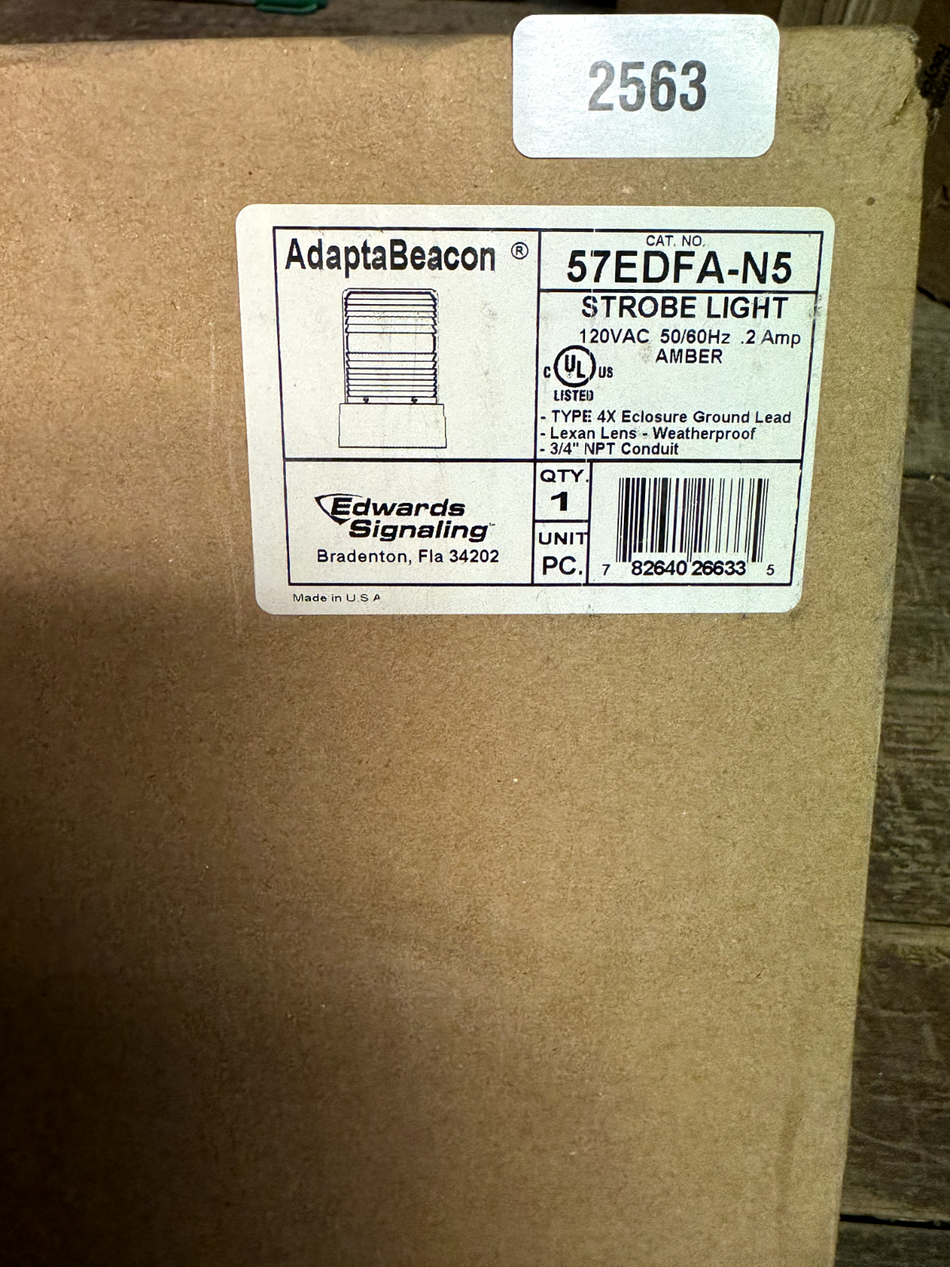 2563
AdaptaBeacon ®
CAT. NO.
57EDFA-N5
STROBE LIGHT
120VAC 50/60Hz .2 Amp
AMBER
C UL US
LISTED
- TYPE 4X Eclosure Ground Lead
- Lexan Lens - Weatherproof
- 3/4" NPT Conduit
Edwards
Signaling™
Bradenton, Fla 34202
QTY.
1
UNIT
PC.
7 82640 26633 5
Made in U.S.A